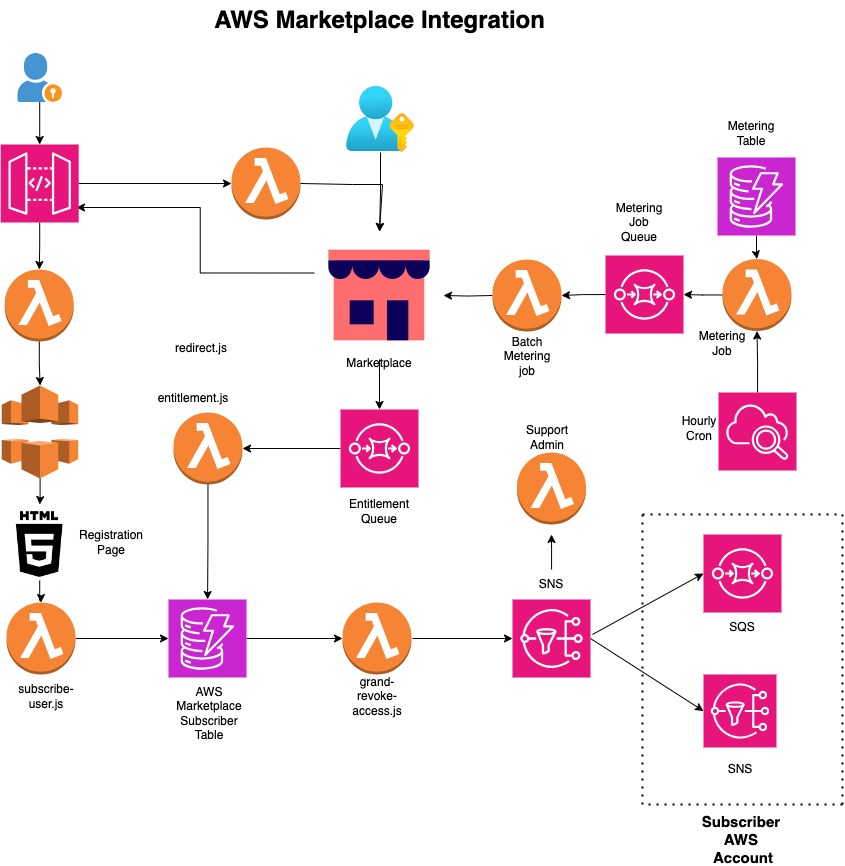 AWS Marketplace Integration
Metering
Table
Metering
Job
Queue
</>
Metering
Job
Batch
Metering
job
redirect.js
Marketplace
entitlement.js
Hourly
Cron
Support
Admin
Entitlement
Queue
HTML
5
Registration
Page
SNS
SQS
subscribe-
user.js
AWS
Marketplace
Subscriber
Table
grand-
revoke-
access.js
SNS
Subscriber
AWS
Account